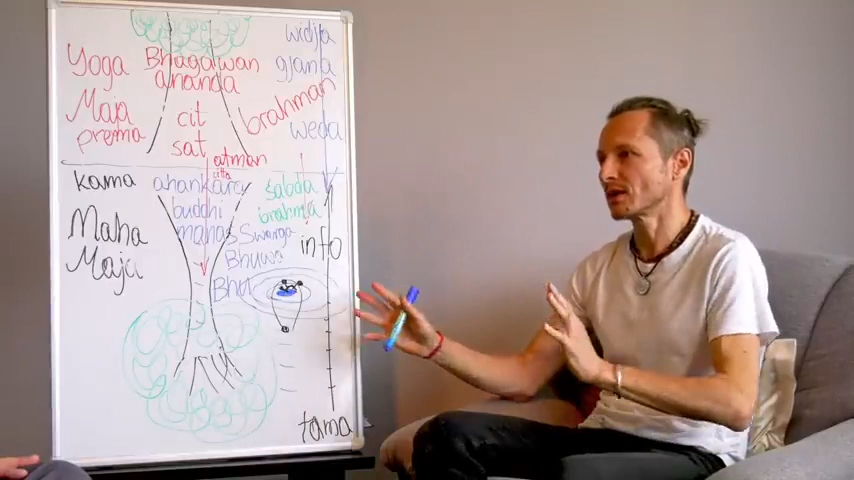 Yoga
Bhagawan
ananda
widja
gjana
Maja
prema
cit
sat
brahman
weda
atman
citta
kama
ahankara
buddhi
manas
sabda
brahma
Maha
Maja
Swarga
Bhuwa
Bhu
info
tama